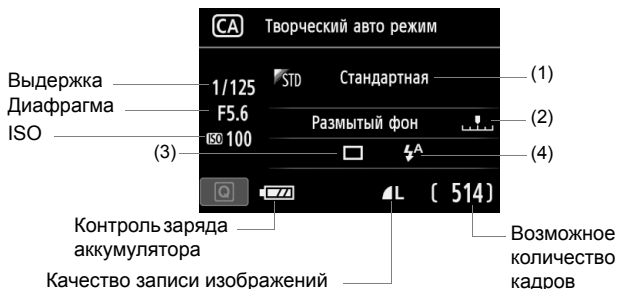 CA Творческий авто режим
Выдержка
1/125
STD Стандартная
(1)
Диафрагма
F5.6
Размытый фон
(2)
ISO
ISO 100
(3)
A
(4)
Q
L
( 514)
Контроль заряда
аккумулятора
Возможное
количество
кадров
Качество записи изображений